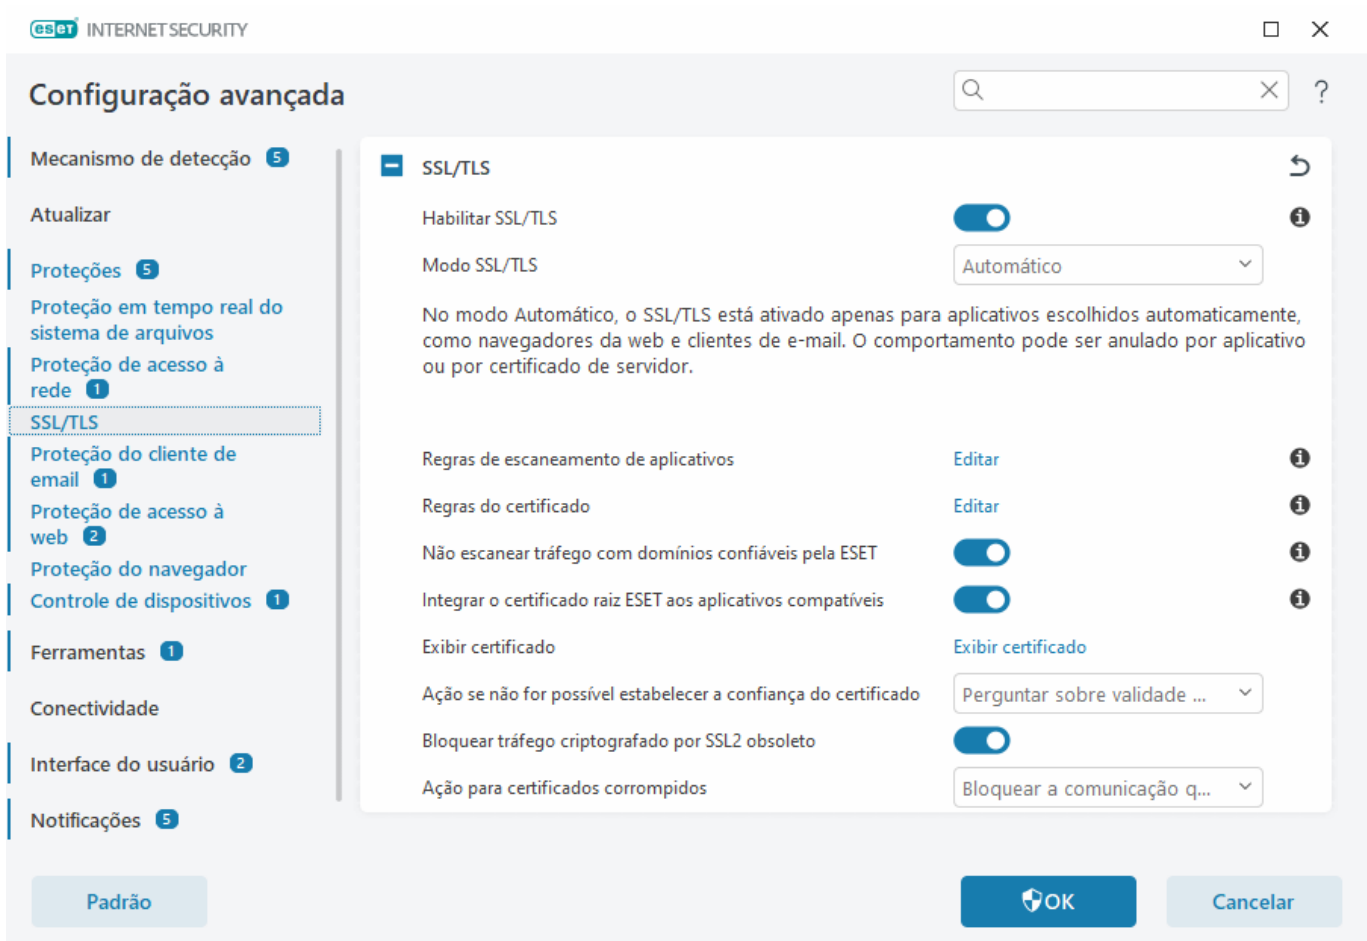 eset INTERNET SECURITY
Configuração avançada
?
Mecanismo de detecção 5
Atualizar
Proteções 5
Proteção em tempo real do
sistema de arquivos
Proteção de acesso à
rede 1
SSL/TLS
Proteção do cliente de
email 1
Proteção de acesso à
web 2
Proteção do navegador
Controle de dispositivos 1
Ferramentas 1
Conectividade
Interface do usuário 2
Notificações 5
SSL/TLS
Habilitar SSL/TLS
Modo SSL/TLS Automático
No modo Automático, o SSL/TLS está ativado apenas para aplicativos escolhidos automaticamente,
como navegadores da web e clientes de e-mail. O comportamento pode ser anulado por aplicativo
ou por certificado de servidor.
Regras de escaneamento de aplicativos Editar
Regras do certificado Editar
Não escanear tráfego com domínios confiáveis pela ESET
Integrar o certificado raiz ESET aos aplicativos compatíveis
Exibir certificado Exibir certificado
Ação se não for possível estabelecer a confiança do certificado Perguntar sobre validade ...
Bloquear tráfego criptografado por SSL2 obsoleto
Ação para certificados corrompidos Bloquear a comunicação q...
Padrão OK Cancelar